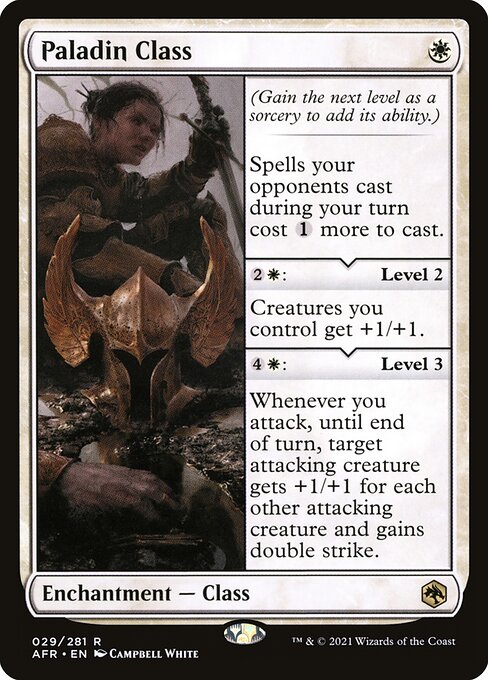 Paladin Class
(Gain the next level as a
sorcery to add its ability.)
Spells your
opponents cast
during your turn
cost 1 more to cast.
2 : Level 2
Creatures you
control get +1/+1.
4 : Level 3
Whenever you
attack, until end
of turn, target
attacking creature
gets +1/+1 for each
other attacking
creature and gains
double strike.
Enchantment — Class
029/281 R
AFR • EN CAMPBELL WHITE
™ & © 2021 Wizards of the Coast